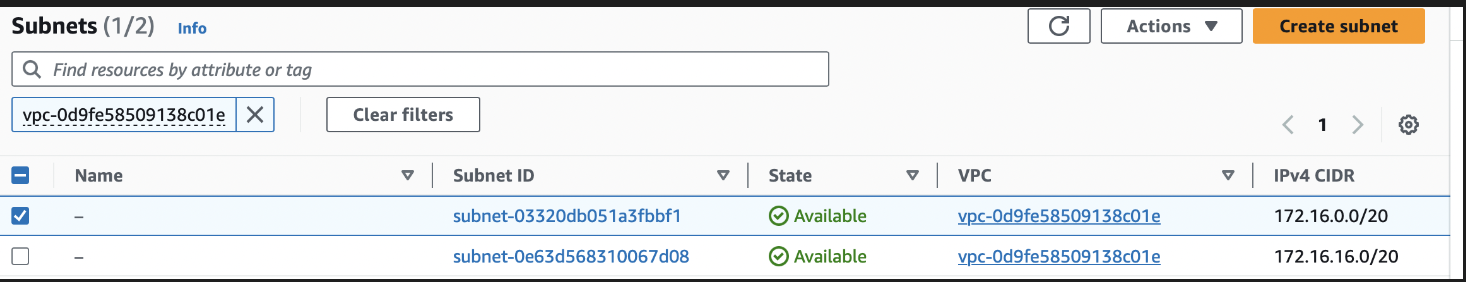 Subnets (1/2) Info Actions Create subnet
Find resources by attribute or tag
vpc-0d9fe58509138c01e Clear filters 1
Name Subnet ID State VPC IPv4 CIDR
– subnet-03320db051a3fbbf1 Available vpc-0d9fe58509138c01e 172.16.0.0/20
– subnet-0e63d568310067d08 Available vpc-0d9fe58509138c01e 172.16.16.0/20